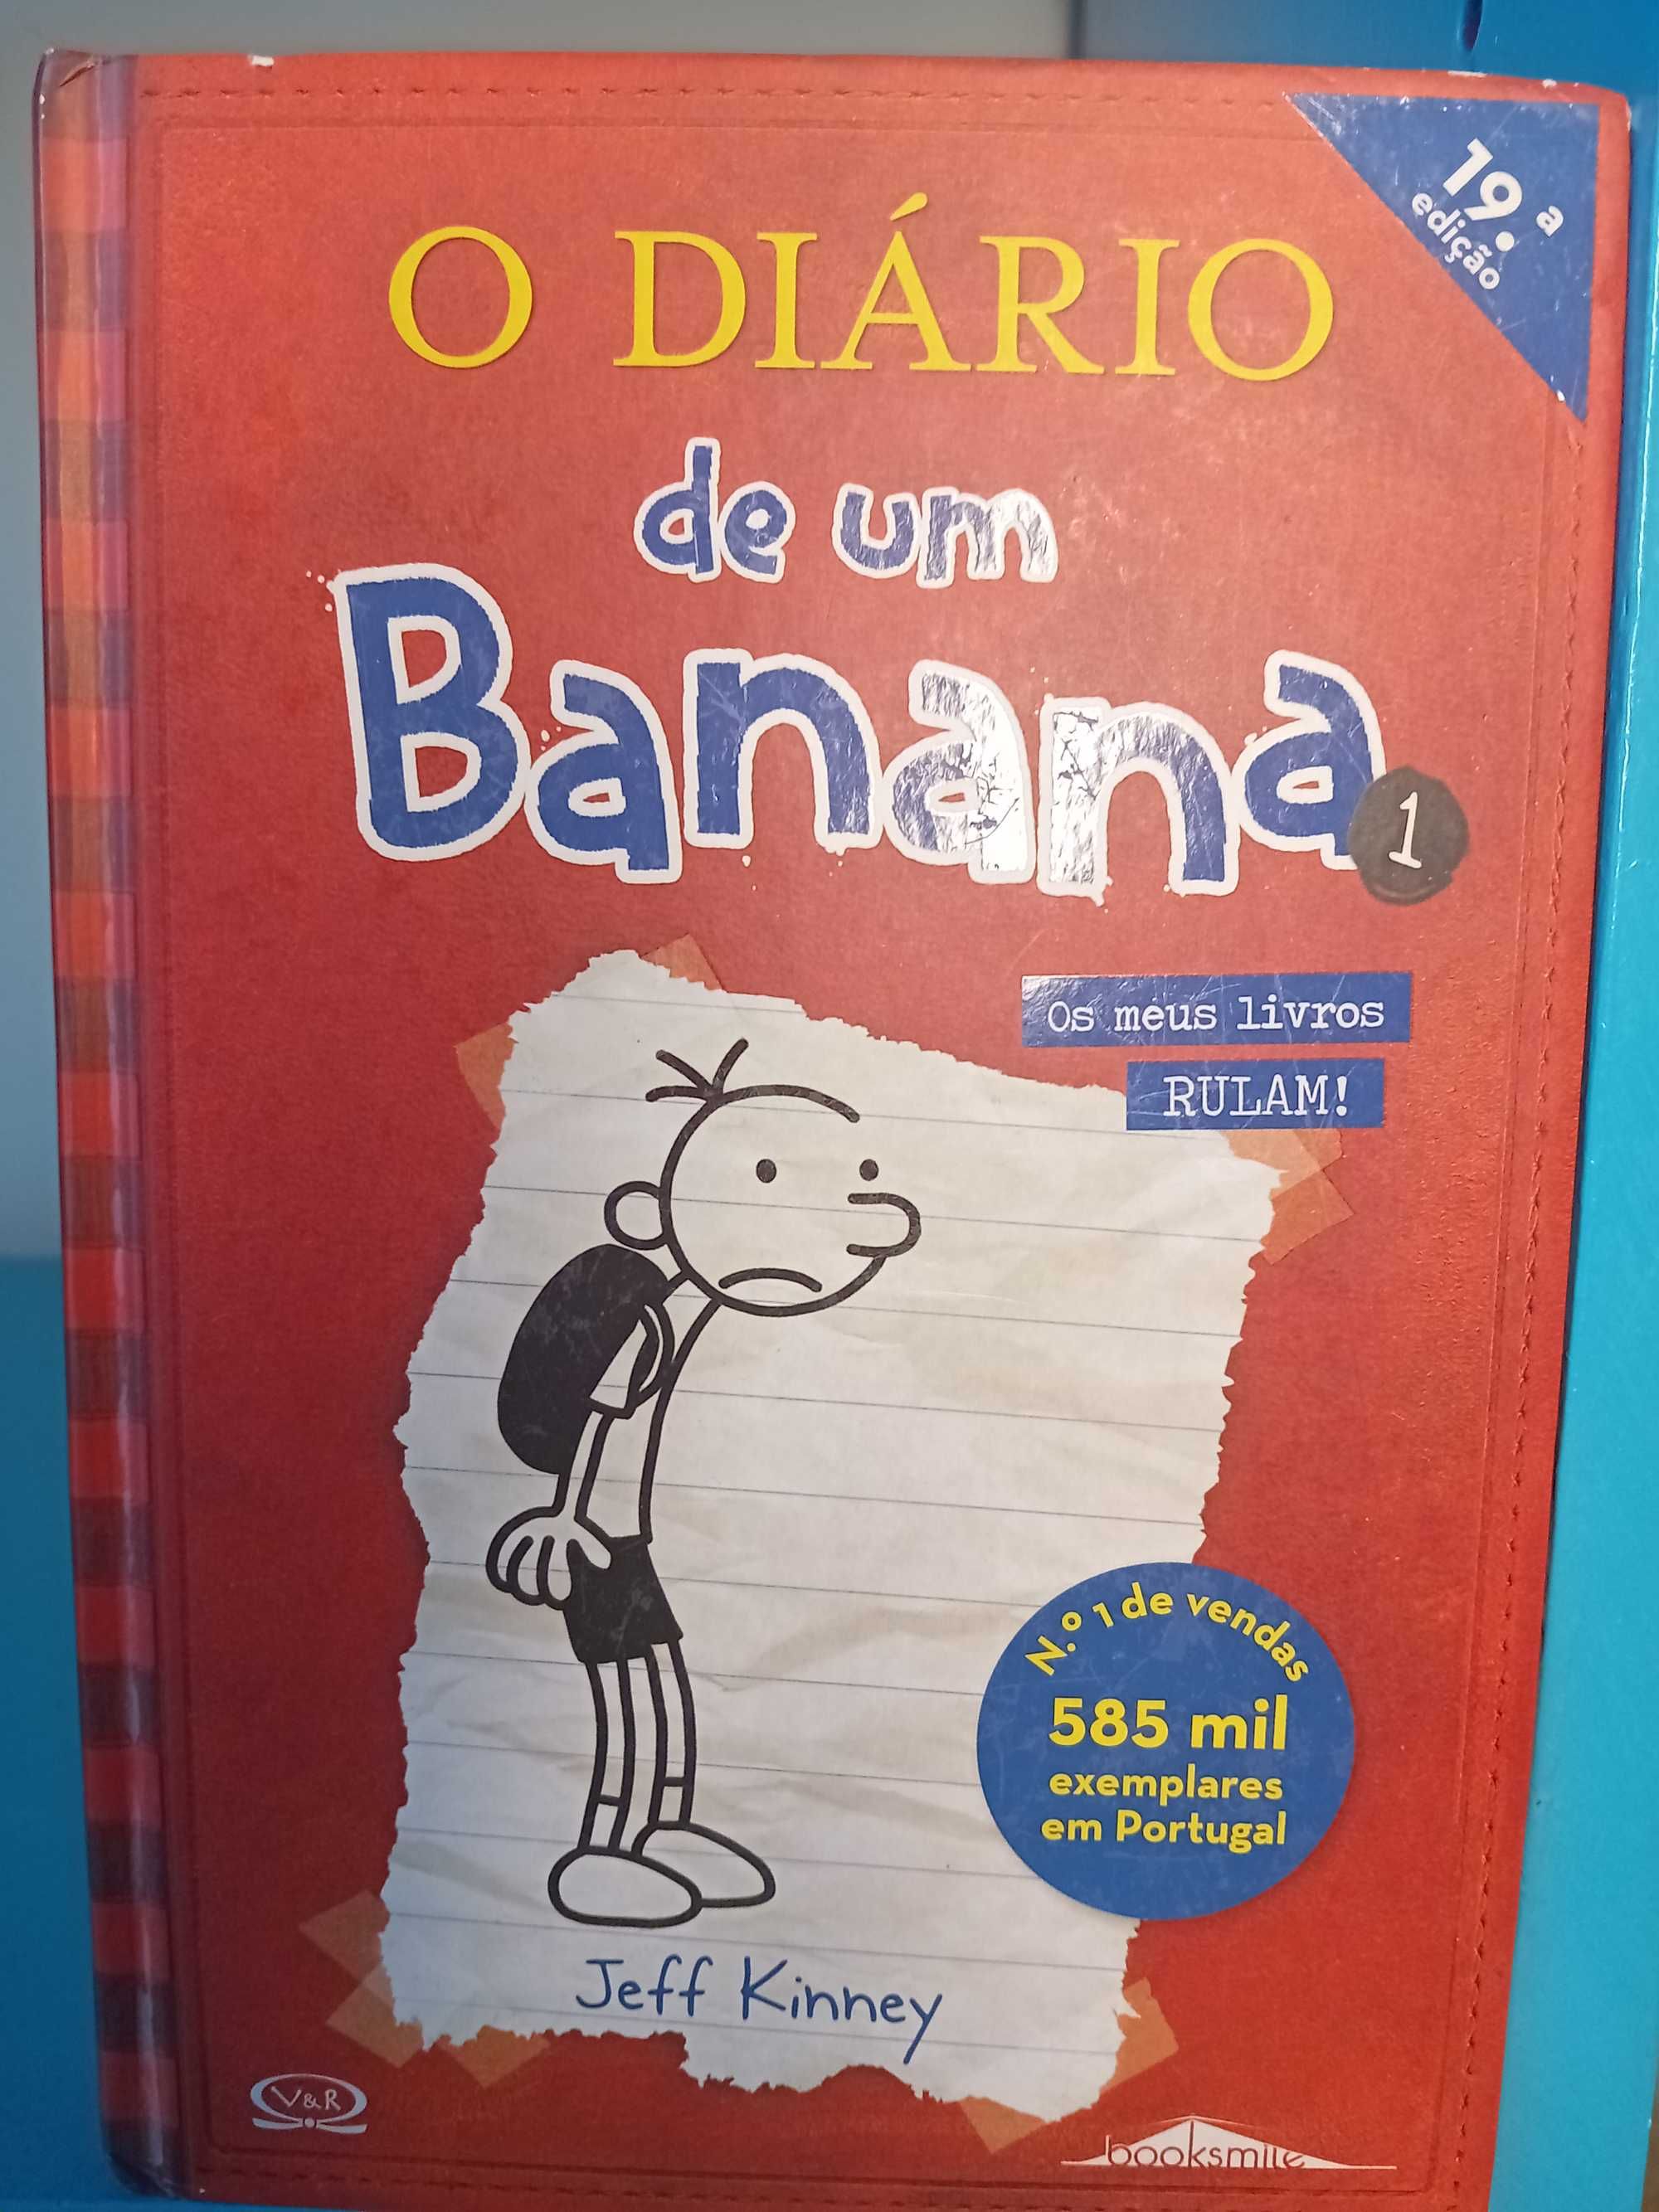 19.ª
edição
O DIÁRIO
de um
Banana
1
Os meus livros
RULAM!
N.º 1 de vendas
585 mil
exemplares
em Portugal
Jeff Kinney
V&R
booksmile